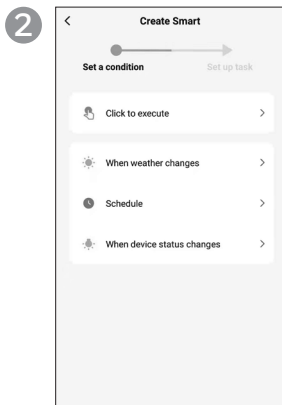 2
Create Smart
Set a condition Set up task
Click to execute
When weather changes
Schedule
When device status changes